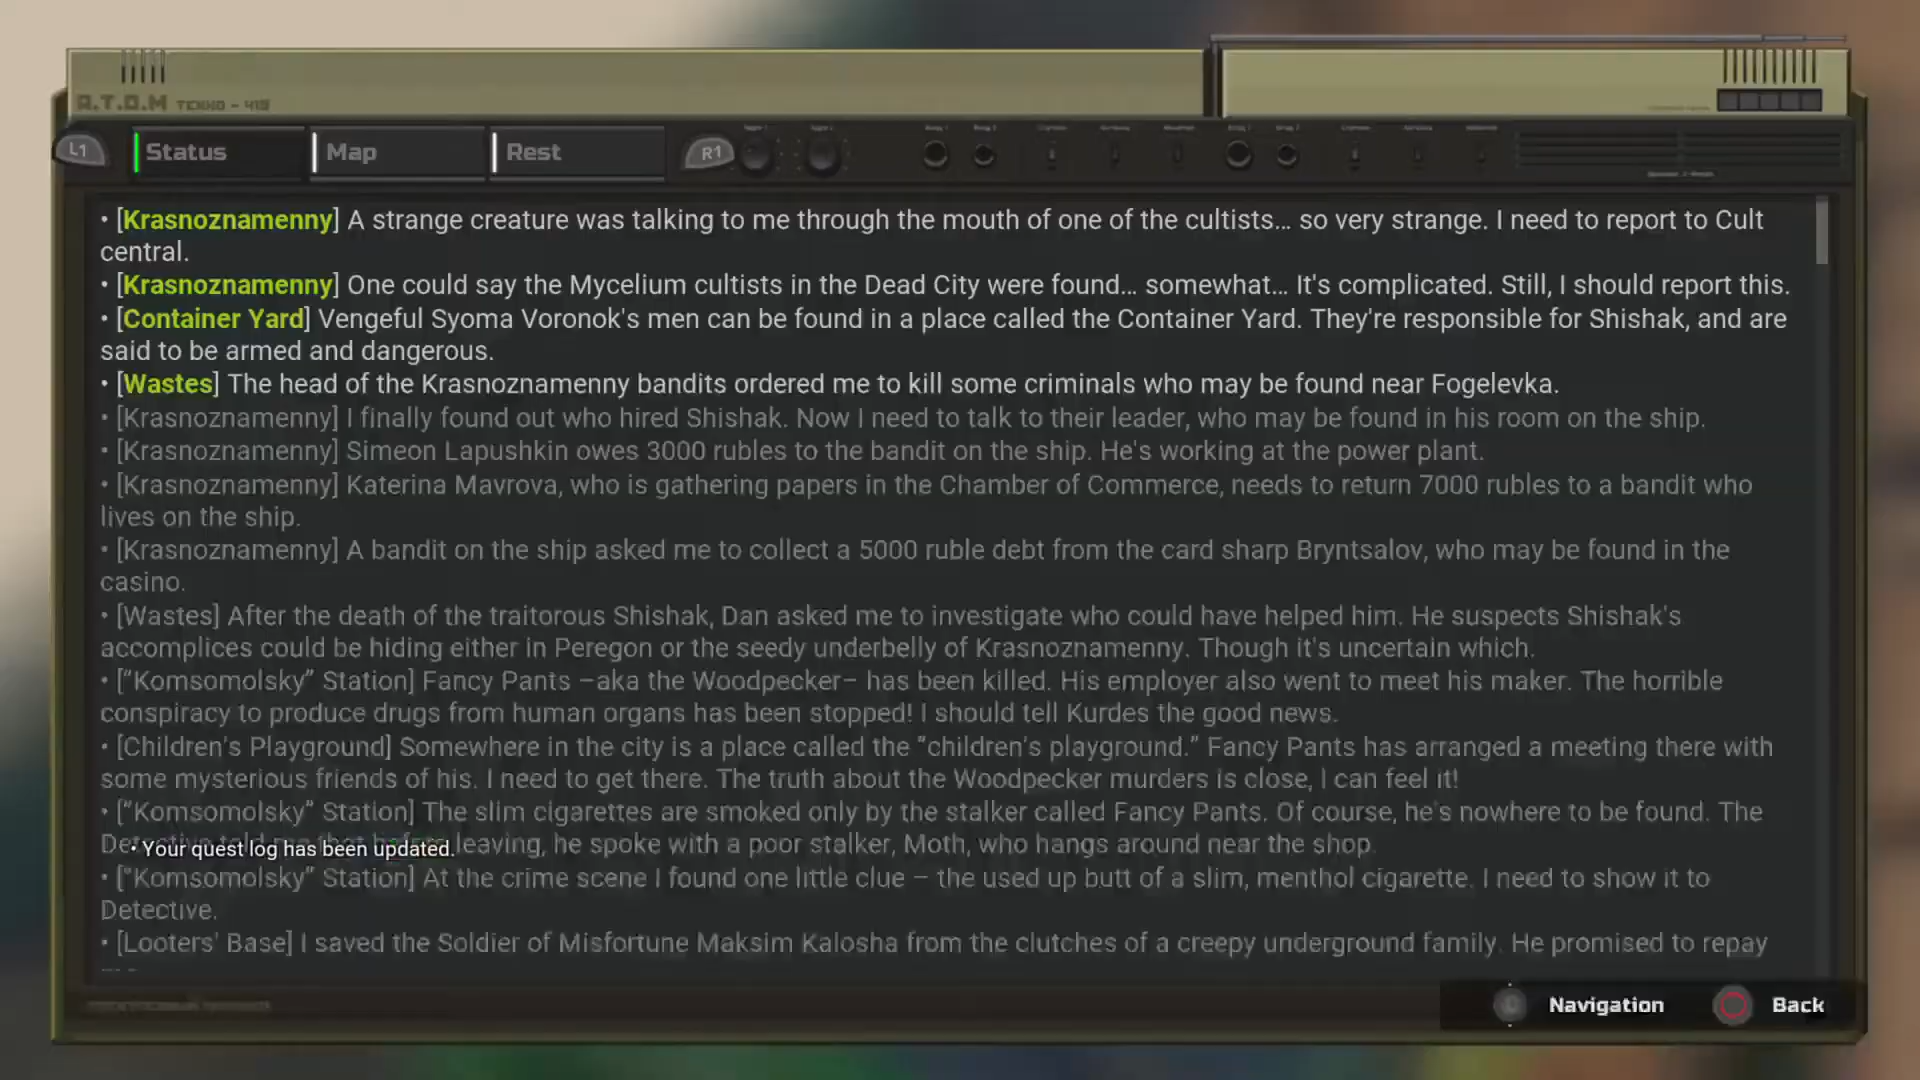 A.T.O.M TEKHO - 413
L1
Status
Map
Rest
R1
• [Krasnoznamenny] A strange creature was talking to me through the mouth of one of the cultists... so very strange. I need to report to Cult
central.
• [Krasnoznamenny] One could say the Mycelium cultists in the Dead City were found... somewhat... It's complicated. Still, I should report this.
• [Container Yard] Vengeful Syoma Voronok's men can be found in a place called the Container Yard. They're responsible for Shishak, and are
said to be armed and dangerous.
• [Wastes] The head of the Krasnoznamenny bandits ordered me to kill some criminals who may be found near Fogelevka.
• [Krasnoznamenny] I finally found out who hired Shishak. Now I need to talk to their leader, who may be found in his room on the ship.
• [Krasnoznamenny] Simeon Lapushkin owes 3000 rubles to the bandit on the ship. He's working at the power plant.
• [Krasnoznamenny] Katerina Mavrova, who is gathering papers in the Chamber of Commerce, needs to return 7000 rubles to a bandit who
lives on the ship.
• [Krasnoznamenny] A bandit on the ship asked me to collect a 5000 ruble debt from the card sharp Bryntsalov, who may be found in the
casino.
• [Wastes] After the death of the traitorous Shishak, Dan asked me to investigate who could have helped him. He suspects Shishak's
accomplices could be hiding either in Peregon or the seedy underbelly of Krasnoznamenny. Though it's uncertain which.
• ["Komsomolsky" Station] Fancy Pants –aka the Woodpecker– has been killed. His employer also went to meet his maker. The horrible
conspiracy to produce drugs from human organs has been stopped! I should tell Kurdes the good news.
• [Children's Playground] Somewhere in the city is a place called the "children's playground." Fancy Pants has arranged a meeting there with
some mysterious friends of his. I need to get there. The truth about the Woodpecker murders is close, I can feel it!
• ["Komsomolsky" Station] The slim cigarettes are smoked only by the stalker called Fancy Pants. Of course, he's nowhere to be found. The
Detective told me that before leaving, he spoke with a poor stalker, Moth, who hangs around near the shop.
• Your quest log has been updated.
• ["Komsomolsky" Station] At the crime scene I found one little clue – the used up butt of a slim, menthol cigarette. I need to show it to
Detective.
• [Looters' Base] I saved the Soldier of Misfortune Maksim Kalosha from the clutches of a creepy underground family. He promised to repay
Navigation
Back